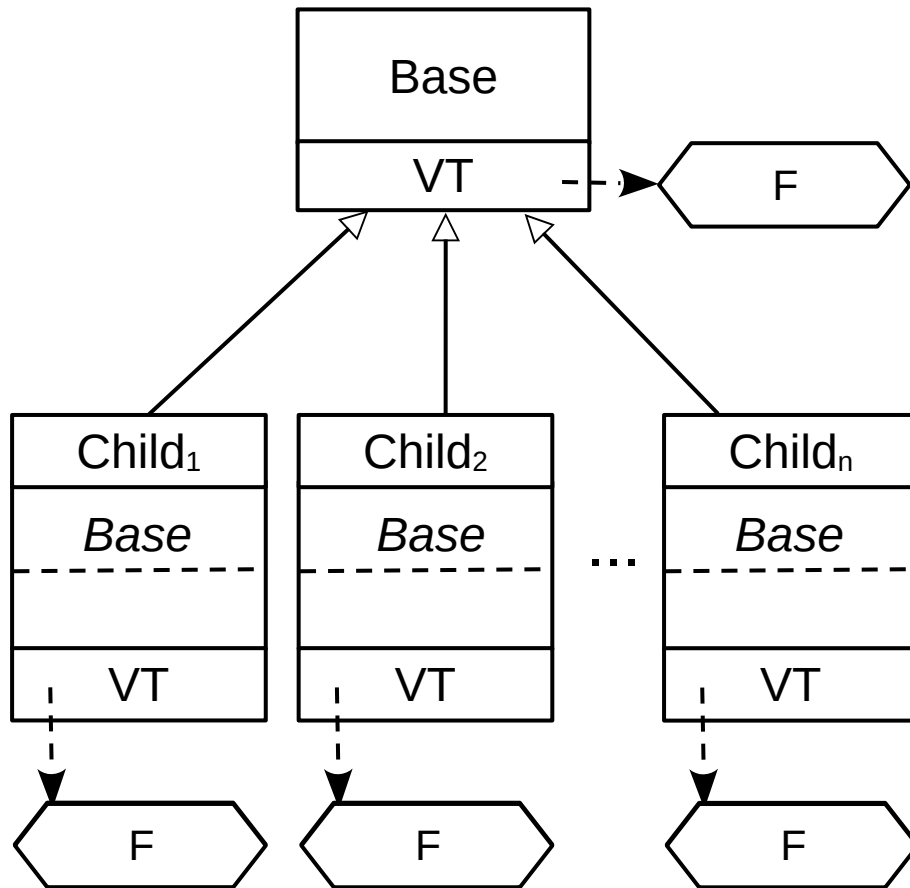 Base
VT
F
Child₁ Child₂ Childₙ
Base Base ... Base
VT VT VT
F F F